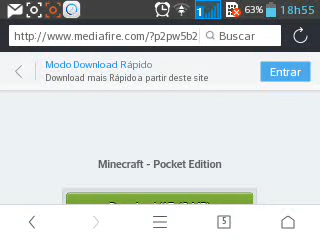 63% 18h55
http://www.mediafire.com/?p2pw5b2 Buscar
Modo Download Rápido
Download mais Rápido a partir deste site
Entrar
Minecraft - Pocket Edition
5